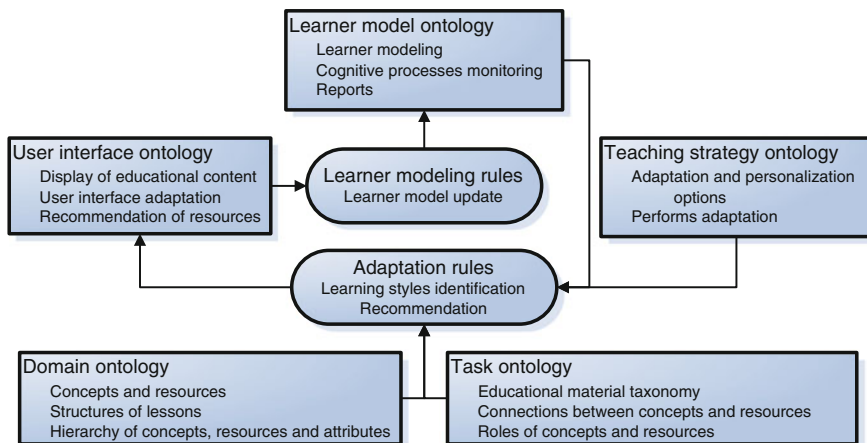 Learner model ontology
Learner modeling
Cognitive processes monitoring
Reports
User interface ontology
Display of educational content
User interface adaptation
Recommendation of resources
Learner modeling rules
Learner model update
Teaching strategy ontology
Adaptation and personalization
options
Performs adaptation
Adaptation rules
Learning styles identification
Recommendation
Domain ontology
Concepts and resources
Structures of lessons
Hierarchy of concepts, resources and attributes
Task ontology
Educational material taxonomy
Connections between concepts and resources
Roles of concepts and resources